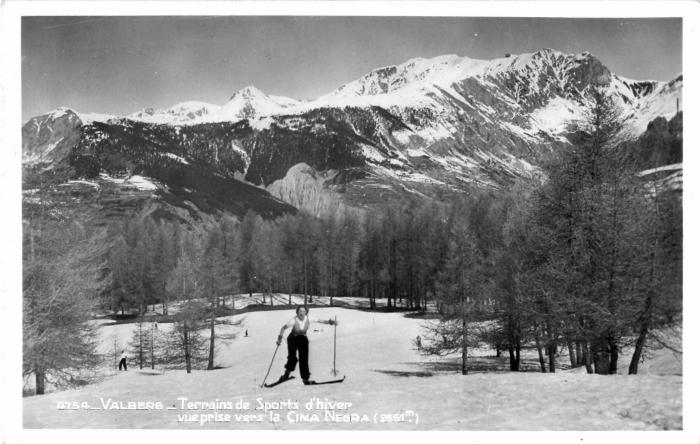 4754 _ VALBERG _ Terrains de Sports d'hiver
vue prise vers la CIMA NEGRA (2551m)